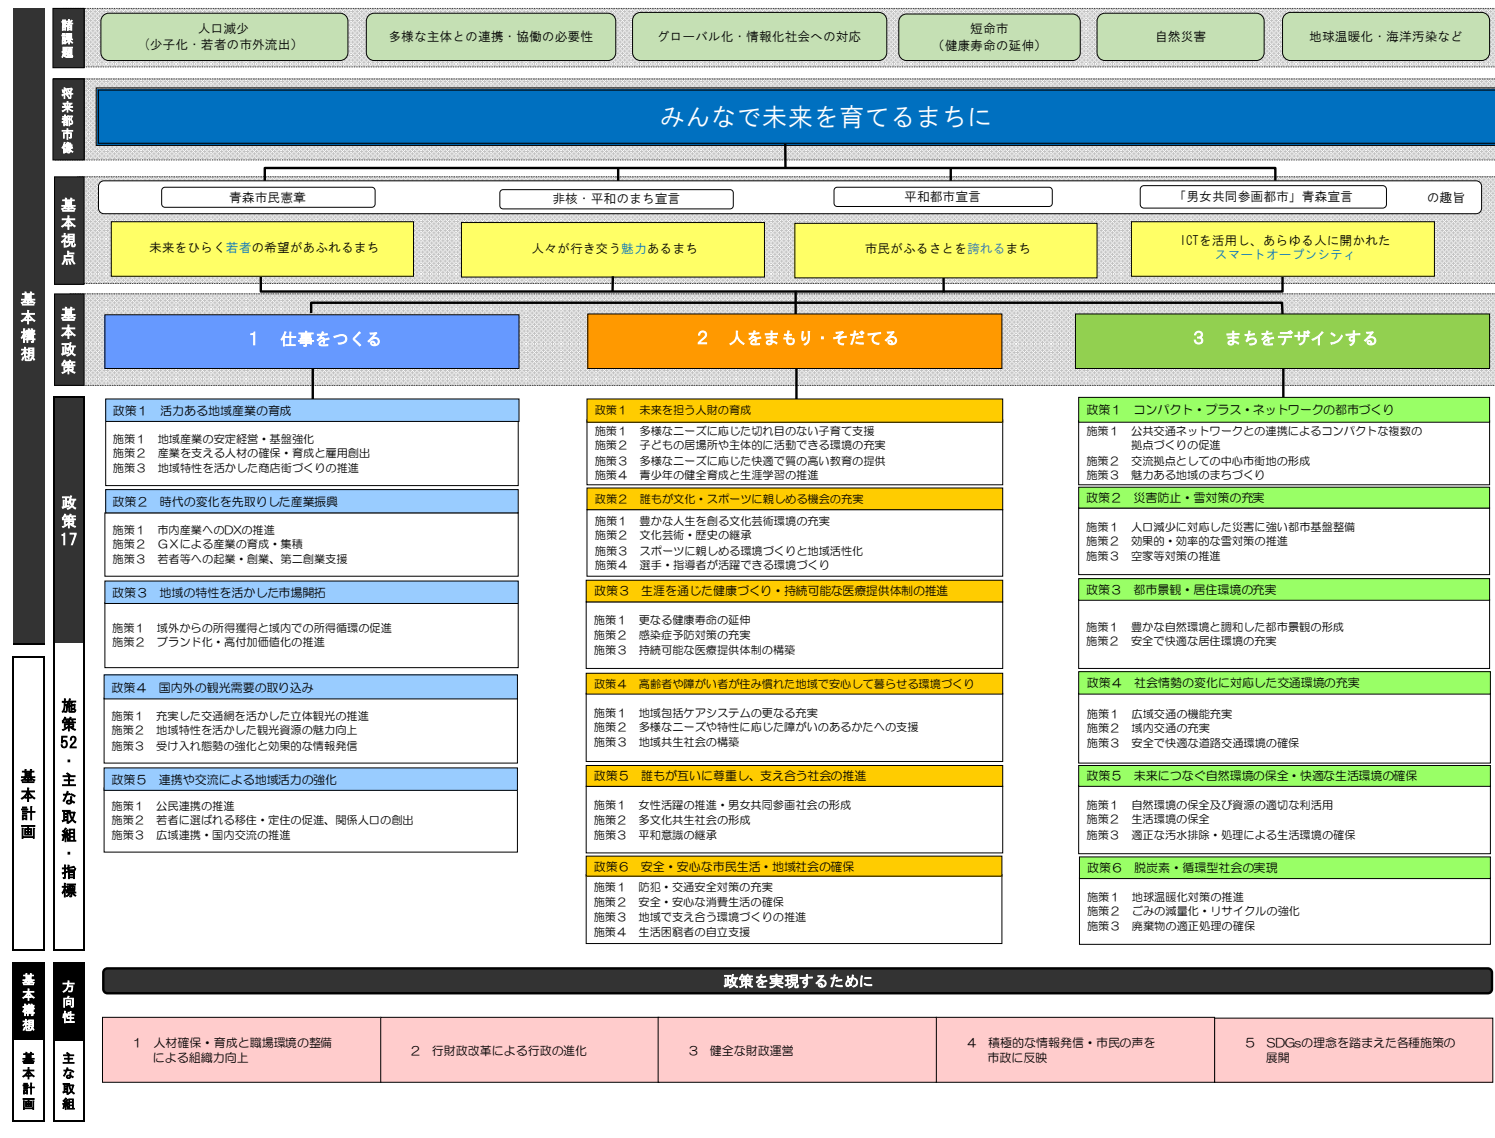 諸課題
人口減少
（少子化・若者の市外流出）
多様な主体との連携・協働の必要性
グローバル化・情報化社会への対応
短命市
（健康寿命の延伸）
自然災害
地球温暖化・海洋汚染など
将来都市像
みんなで未来を育てるまちに
基本構想
基本視点
青森市民憲章
非核・平和のまち宣言
平和都市宣言
「男女共同参画都市」青森宣言
の趣旨
未来をひらく若者の希望があふれるまち
人々が行き交う魅力あるまち
市民がふるさとを誇れるまち
ICTを活用し、あらゆる人に開かれた
スマートオープンシティ
基本政策
1 仕事をつくる
2 人をまもり・そだてる
3 まちをデザインする
政策17
政策1 活力ある地域産業の育成
施策1 地域産業の安定経営・基盤強化
施策2 産業を支える人材の確保・育成と雇用創出
施策3 地域特性を活かした商店街づくりの推進
政策2 時代の変化を先取りした産業振興
施策1 市内産業へのDXの推進
施策2 GXによる産業の育成・集積
施策3 若者等への起業・創業、第二創業支援
政策3 地域の特性を活かした市場開拓
施策1 域外からの所得獲得と域内での所得循環の促進
施策2 ブランド化・高付加価値化の推進
政策4 国内外の観光需要の取り込み
施策1 充実した交通網を活かした立体観光の推進
施策2 地域特性を活かした観光資源の魅力向上
施策3 受け入れ態勢の強化と効果的な情報発信
政策5 連携や交流による地域活力の強化
施策1 公民連携の推進
施策2 若者に選ばれる移住・定住の促進、関係人口の創出
施策3 広域連携・国内交流の推進
政策1 未来を担う人財の育成
施策1 多様なニーズに応じた切れ目のない子育て支援
施策2 子どもの居場所や主体的に活動できる環境の充実
施策3 多様なニーズに応じた快適で質の高い教育の提供
施策4 青少年の健全育成と生涯学習の推進
政策2 誰もが文化・スポーツに親しめる機会の充実
施策1 豊かな人生を創る文化芸術環境の充実
施策2 文化芸術・歴史の継承
施策3 スポーツに親しめる環境づくりと地域活性化
施策4 選手・指導者が活躍できる環境づくり
政策3 生涯を通じた健康づくり・持続可能な医療提供体制の推進
施策1 更なる健康寿命の延伸
施策2 感染症予防対策の充実
施策3 持続可能な医療提供体制の構築
政策4 高齢者や障がい者が住み慣れた地域で安心して暮らせる環境づくり
施策1 地域包括ケアシステムの更なる充実
施策2 多様なニーズや特性に応じた障がいのあるかたへの支援
施策3 地域共生社会の構築
政策5 誰もが互いに尊重し、支え合う社会の推進
施策1 女性活躍の推進・男女共同参画社会の形成
施策2 多文化共生社会の形成
施策3 平和意識の継承
政策6 安全・安心な市民生活・地域社会の確保
施策1 防犯・交通安全対策の充実
施策2 安全・安心な消費生活の確保
施策3 地域で支え合う環境づくりの推進
施策4 生活困窮者の自立支援
政策1 コンパクト・プラス・ネットワークの都市づくり
施策1 公共交通ネットワークとの連携によるコンパクトな複数の
拠点づくりの促進
施策2 交流拠点としての中心市街地の形成
施策3 魅力ある地域のまちづくり
政策2 災害防止・雪対策の充実
施策1 人口減少に対応した災害に強い都市基盤整備
施策2 効果的・効率的な雪対策の推進
施策3 空家等対策の推進
政策3 都市景観・居住環境の充実
施策1 豊かな自然環境と調和した都市景観の形成
施策2 安全で快適な居住環境の充実
政策4 社会情勢の変化に対応した交通環境の充実
施策1 広域交通の機能充実
施策2 域内交通の充実
施策3 安全で快適な道路交通環境の確保
政策5 未来につなぐ自然環境の保全・快適な生活環境の確保
施策1 自然環境の保全及び資源の適切な利活用
施策2 生活環境の保全
施策3 適正な汚水排除・処理による生活環境の確保
政策6 脱炭素・循環型社会の実現
施策1 地球温暖化対策の推進
施策2 ごみの減量化・リサイクルの強化
施策3 廃棄物の適正処理の確保
基本計画
施策52・主な取組・指標
基本構想
方向性
政策を実現するために
基本計画
主な取組
1 人材確保・育成と職場環境の整備
による組織力向上
2 行財政改革による行政の進化
3 健全な財政運営
4 積極的な情報発信・市民の声を
市政に反映
5 SDGsの理念を踏まえた各種施策の
展開